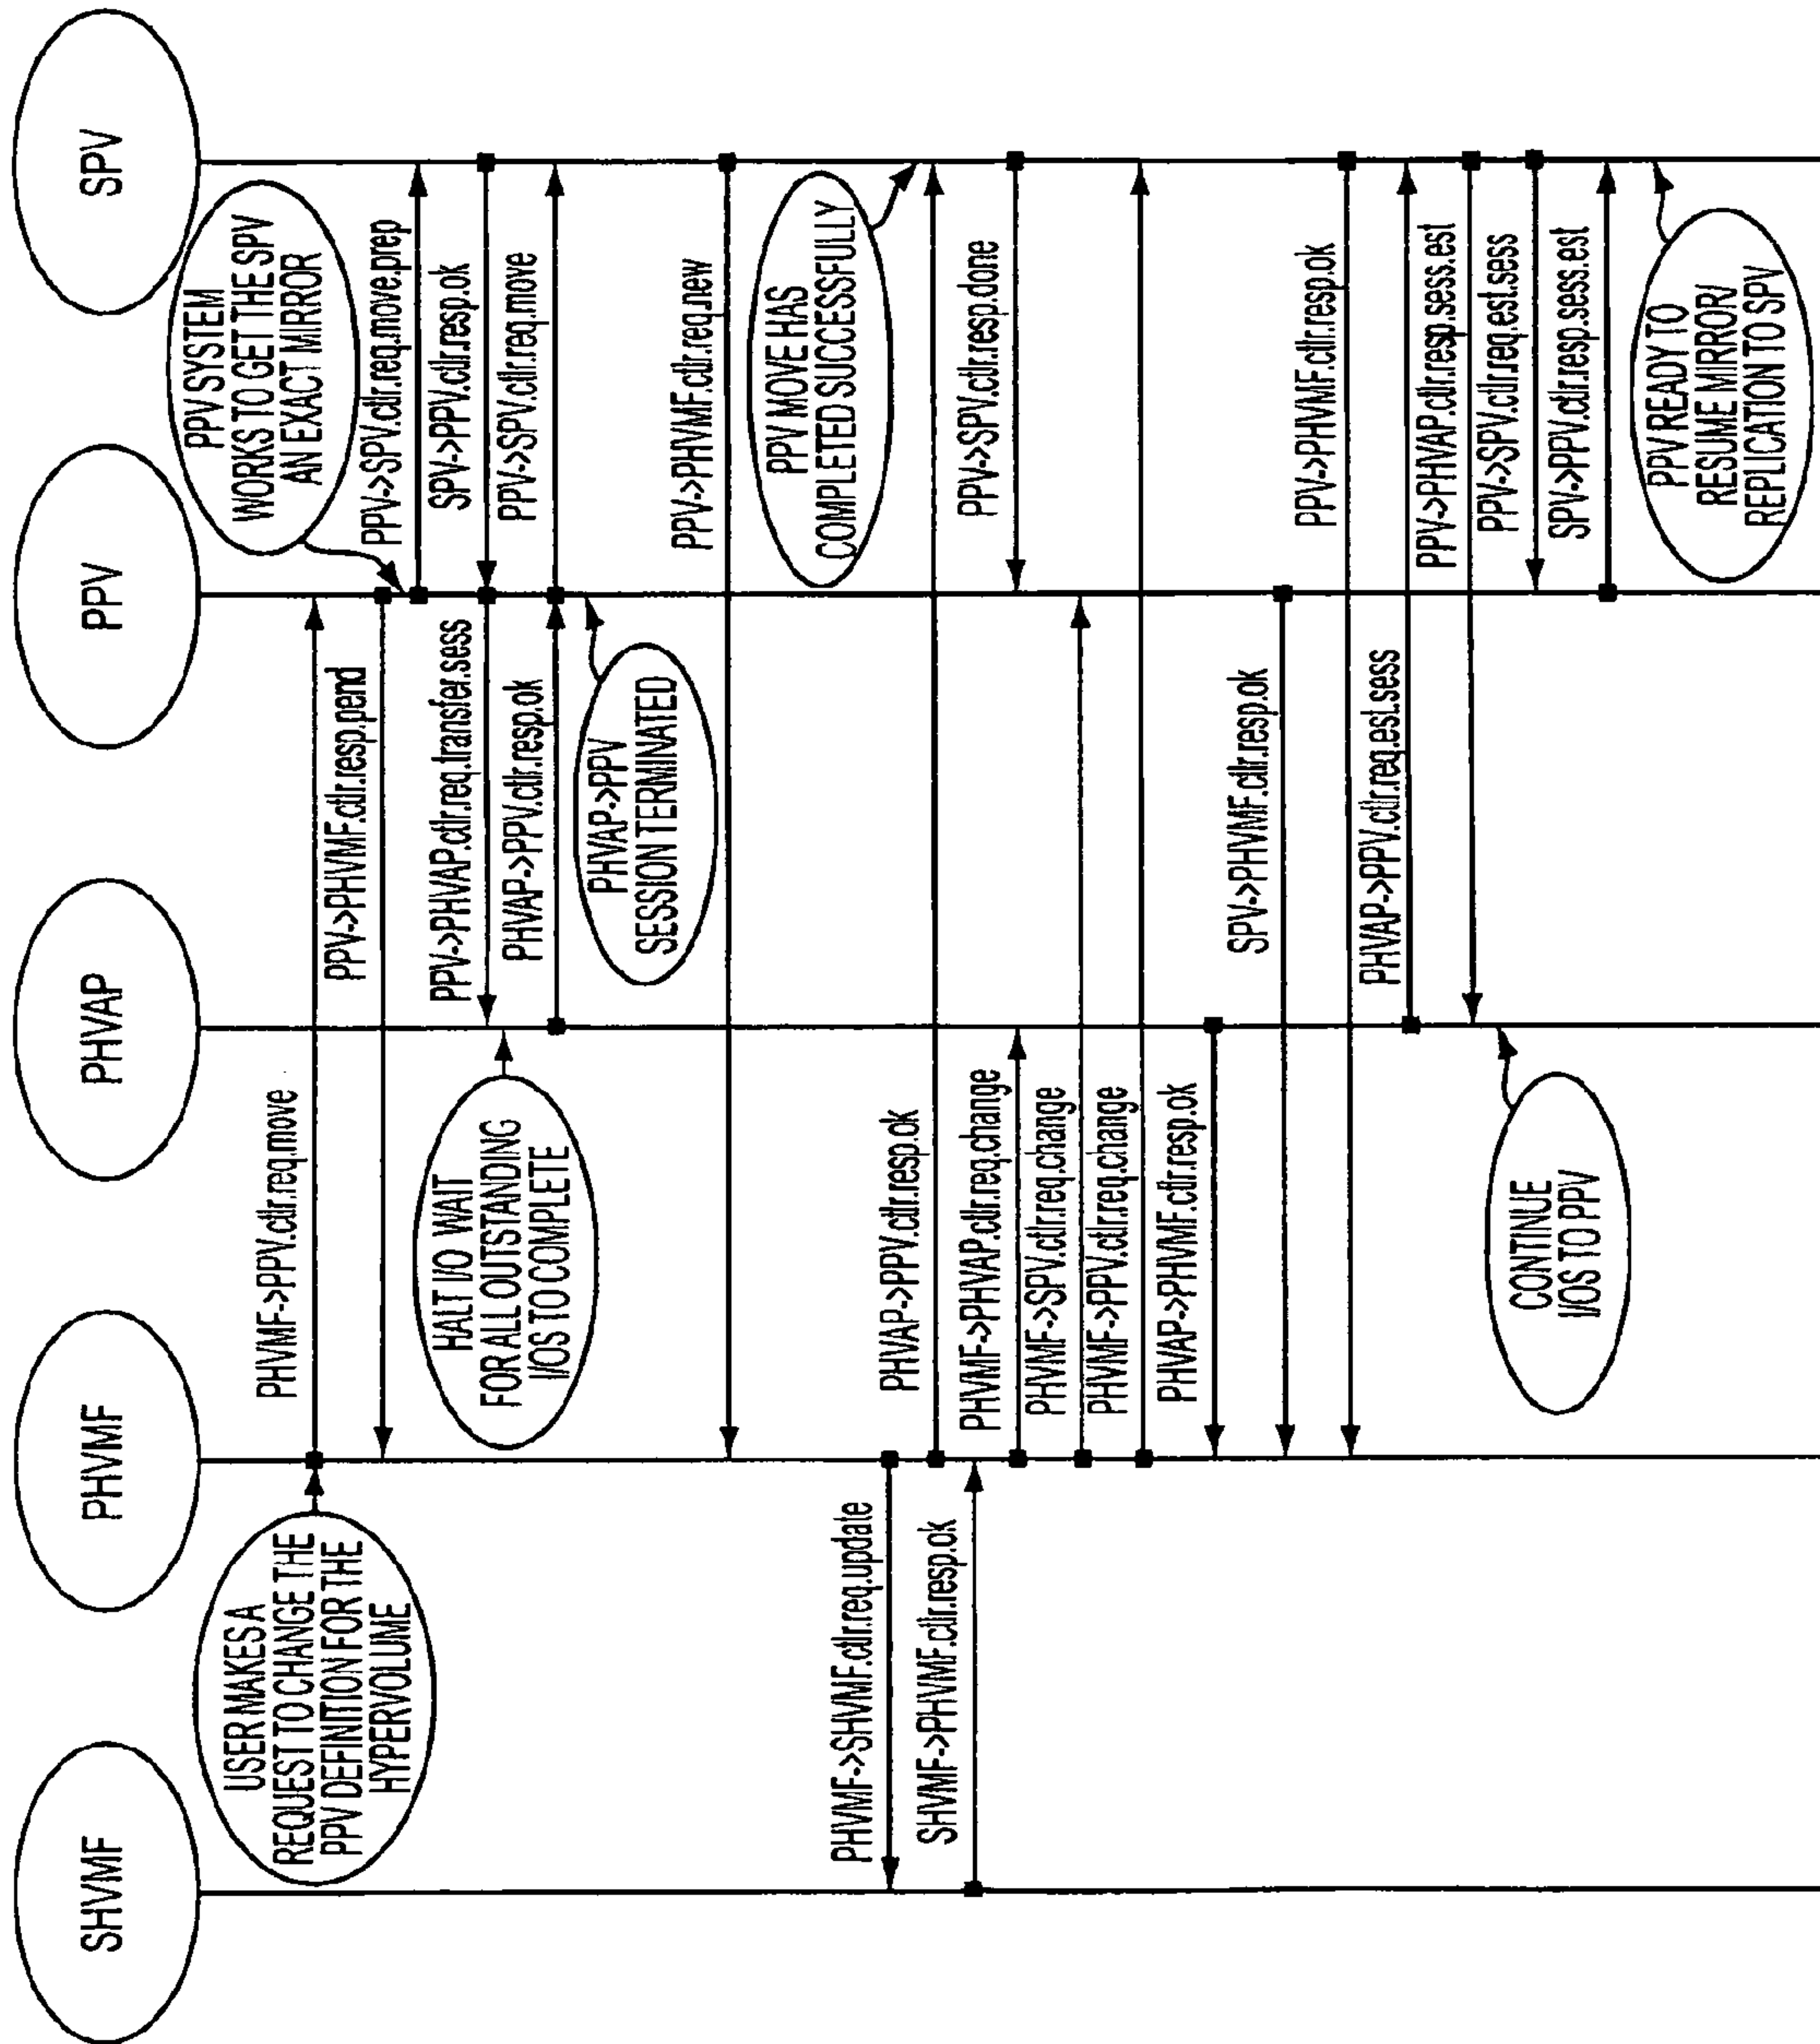 SHVMF
PHVMF
PHVAP
PPV
SPV
USER MAKES A
REQUEST TO CHANGE THE
PPV DEFINITION FOR THE
HYPERVOLUME
PPV SYSTEM
WORKS TO GET THE SPV
AN EXACT MIRROR
PHVMF->PPV.ctlr.req.move
PPV->PHVMF.ctlr.resp.pend
PPV->SPV.ctlr.req.move.prep
HALT I/O WAIT
FOR ALL OUTSTANDING
I/OS TO COMPLETE
PPV->PHVAP.ctlr.req.transfer.sess
SPV->PPV.ctlr.resp.ok
PHVAP->PPV.ctlr.resp.ok
PPV->SPV.ctlr.req.move
PHVAP->PPV
SESSION TERMINATED
PPV->PHVMF.ctlr.req.new
PPV MOVE HAS
COMPLETED SUCCESSFULLY
PHVMF->SHVMF.ctlr.req.update
PHVAP->PPV.ctlr.resp.ok
SHVMF->PHVMF.ctlr.resp.ok
PHVMF->PHVAP.ctlr.req.change
PPV->SPV.ctlr.resp.done
PHVMF->SPV.ctlr.req.change
PHVMF->PPV.ctlr.req.change
PHVAP->PHVMF.ctlr.resp.ok
SPV->PHVMF.ctlr.resp.ok
PPV->PHVMF.ctlr.resp.ok
PHVAP->PPV.ctlr.req.est.sess
PPV->PHVAP.ctlr.resp.sess.est
PPV->SPV.ctlr.req.est.sess
CONTINUE
I/OS TO PPV
SPV->PPV.ctlr.resp.sess.est
PPV READY TO
RESUME MIRROR/
REPLICATION TO SPV